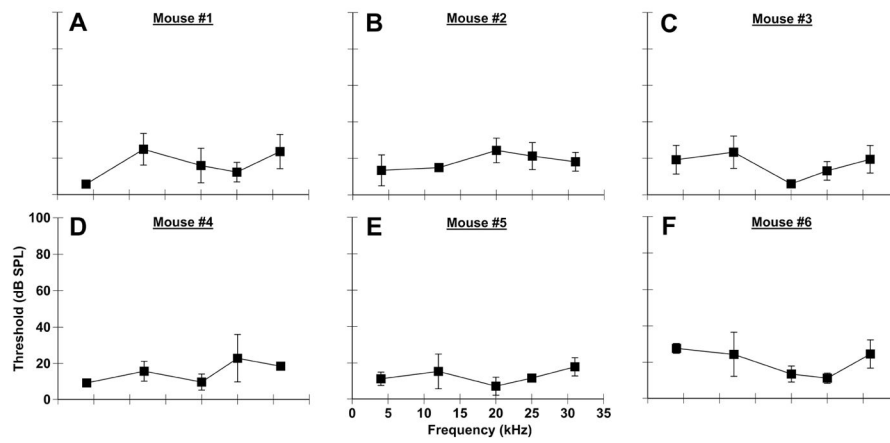 A Mouse #1
B Mouse #2
C Mouse #3
D Mouse #4
E Mouse #5
F Mouse #6
Threshold (dB SPL)
100
80
60
40
20
0
0 5 10 15 20 25 30 35
Frequency (kHz)